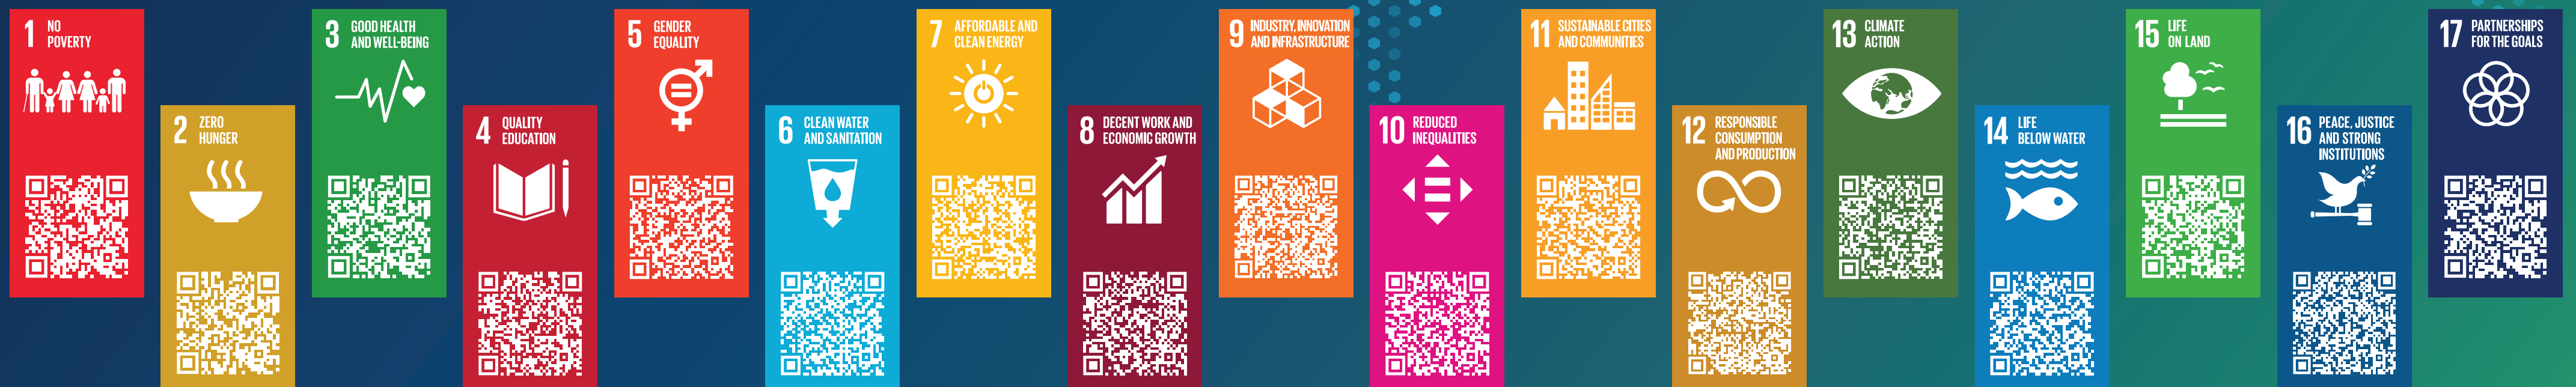 1 NO
POVERTY
2 ZERO
HUNGER
3 GOOD HEALTH
AND WELL-BEING
4 QUALITY
EDUCATION
5 GENDER
EQUALITY
6 CLEAN WATER
AND SANITATION
7 AFFORDABLE AND
CLEAN ENERGY
8 DECENT WORK AND
ECONOMIC GROWTH
9 INDUSTRY, INNOVATION
AND INFRASTRUCTURE
10 REDUCED
INEQUALITIES
11 SUSTAINABLE CITIES
AND COMMUNITIES
12 RESPONSIBLE
CONSUMPTION
AND PRODUCTION
13 CLIMATE
ACTION
14 LIFE
BELOW WATER
15 LIFE
ON LAND
16 PEACE, JUSTICE
AND STRONG
INSTITUTIONS
17 PARTNERSHIPS
FOR THE GOALS